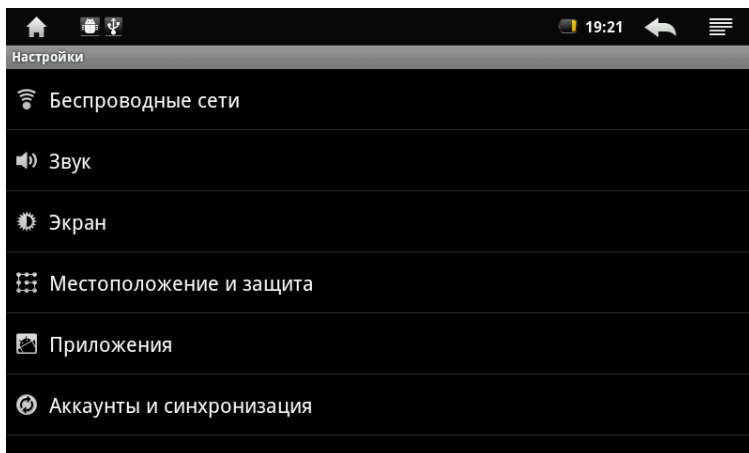 19:21
Настройки
Беспроводные сети
Звук
Экран
Местоположение и защита
Приложения
Аккаунты и синхронизация